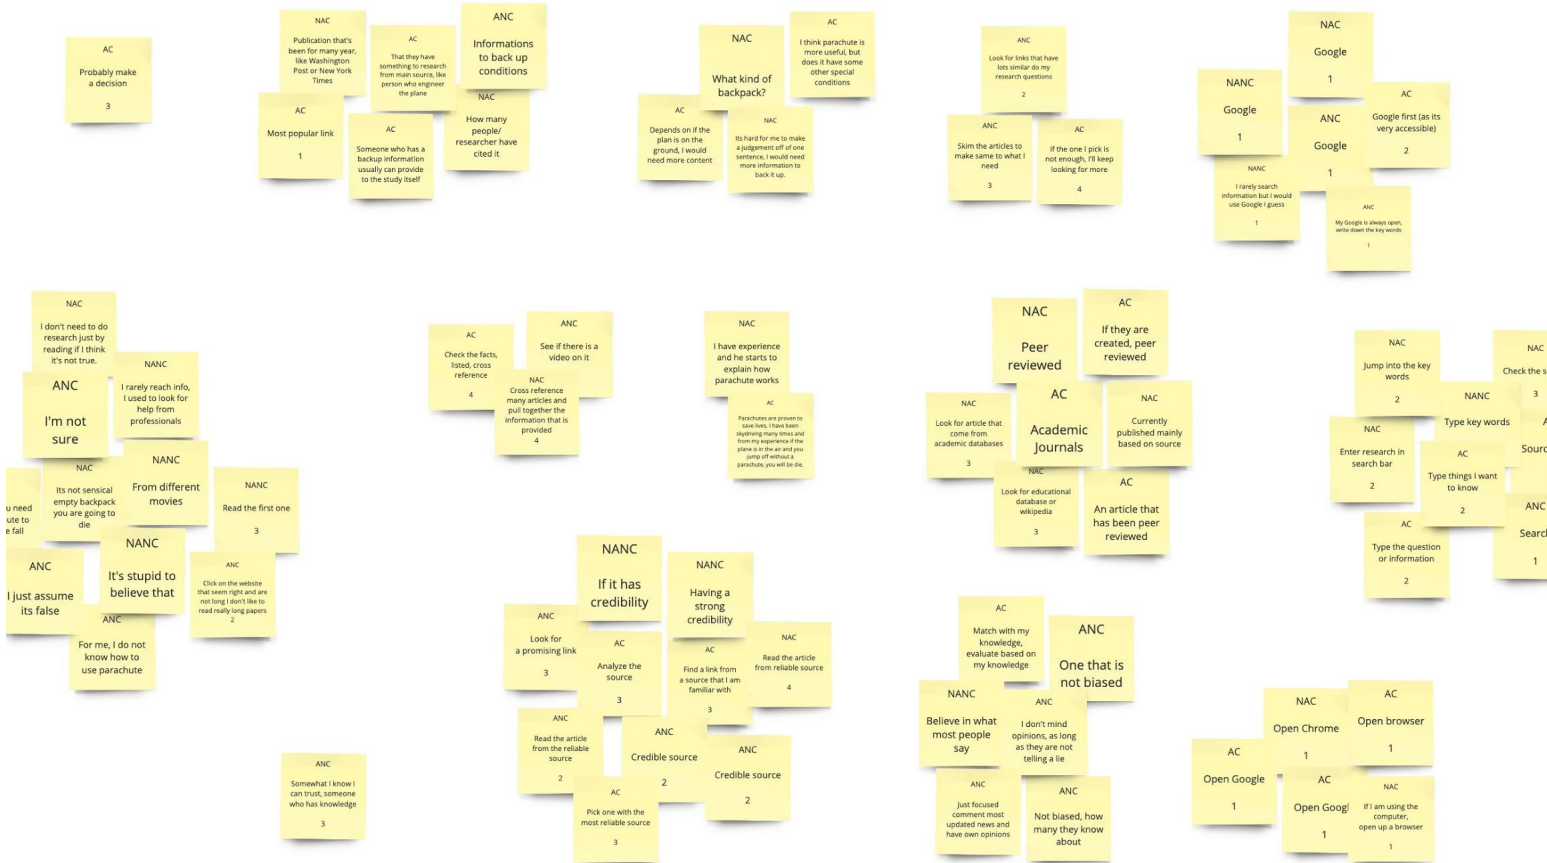 AC
Probably make
a decision
3
NAC
Publication that's
been for many year,
like Washington
Post or New York
Times
AC
That they have
something to research
from main source, like
person who engineer
the plane
ANC
Informations
to back up
conditions
AC
Most popular link
1
AC
Someone who has a
backup information
usually can provide
to the study itself
NAC
How many
people/
researcher have
cited it
NAC
What kind of
backpack?
AC
I think parachute is
more useful, but
does it have some
other special
conditions
AC
Depends on if the
plan is on the
ground, I would
need more content
NAC
Its hard for me to make
a judgement off of one
sentence, I would need
more information to
back it up.
ANC
Look for links that have
lots similar do my
research questions
2
ANC
Skim the articles to
make same to what I
need
3
AC
If the one I pick is
not enough, I'll keep
looking for more
4
NAC
Google
1
NANC
Google
1
ANC
Google
1
AC
Google first (as its
very accessible)
2
NANC
I rarely search
information but I would
use Google I guess
1
ANC
My Google is always open,
write down the key words
1
NAC
I don't need to do
research just by
reading if I think
it's not true.
NANC
I rarely reach info,
I used to look for
help from
professionals
ANC
I'm not
sure
NAC
Its not sensical
empty backpack
you are going to
die
NANC
From different
movies
NANC
Read the first one
3
u need
ute to
e fall
ANC
I just assume
its false
NANC
It's stupid to
believe that
ANC
Click on the website
that seem right and are
not long I don't like to
read really long papers
2
ANC
For me, I do not
know how to
use parachute
AC
Check the facts,
listed, cross
reference
4
ANC
See if there is a
video on it
NAC
Cross reference
many articles and
pull together the
information that is
provided
4
NAC
I have experience
and he starts to
explain how
parachute works
AC
Parachutes are proven to
save lives, I have been
skydriving many times and
from my experience if the
plane is in the air and you
jump off without a
parachute, you will be die.
NAC
Peer
reviewed
AC
If they are
created, peer
reviewed
NAC
Look for article that
come from
academic databases
3
AC
Academic
Journals
NAC
Currently
published mainly
based on source
NAC
Look for educational
database or
wikipedia
3
AC
An article that
has been peer
reviewed
NAC
Jump into the key
words
2
NAC
Check the s
3
NANC
Type key words
NAC
Enter research in
search bar
2
AC
Type things I want
to know
2
A
Sourc
AC
Type the question
or information
2
ANC
Search
1
NANC
If it has
credibility
NANC
Having a
strong
credibility
ANC
Look for
a promising link
3
AC
Analyze the
source
3
AC
Find a link from
a source that I am
familiar with
3
NAC
Read the article
from reliable source
4
ANC
Read the article
from the reliable
source
2
ANC
Credible source
2
ANC
Credible source
2
AC
Pick one with the
most reliable source
3
ANC
Somewhat I know I
can trust, someone
who has knowledge
3
AC
Match with my
knowledge,
evaluate based on
my knowledge
ANC
One that is
not biased
NANC
Believe in what
most people
say
ANC
I don't mind
opinions, as long
as they are not
telling a lie
ANC
Just focused
comment most
updated news and
have own opinions
ANC
Not biased, how
many they know
about
NAC
Open Chrome
1
AC
Open browser
1
AC
Open Google
1
AC
Open Googl
1
NAC
If I am using the
computer,
open up a browser
1